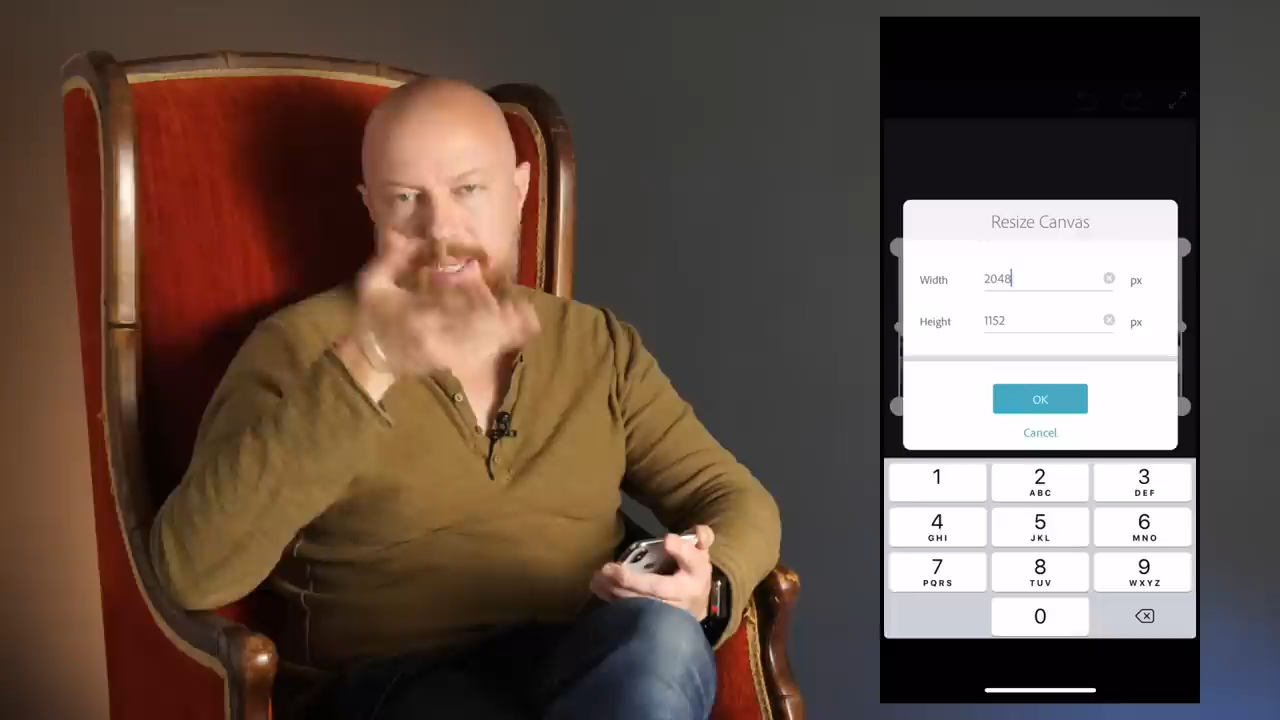 Resize Canvas
Width 2048 px
Height 1152 px
OK
Cancel
1 2 3
ABC DEF
4 5 6
GHI JKL MNO
7 8 9
PQRS TUV WXYZ
0